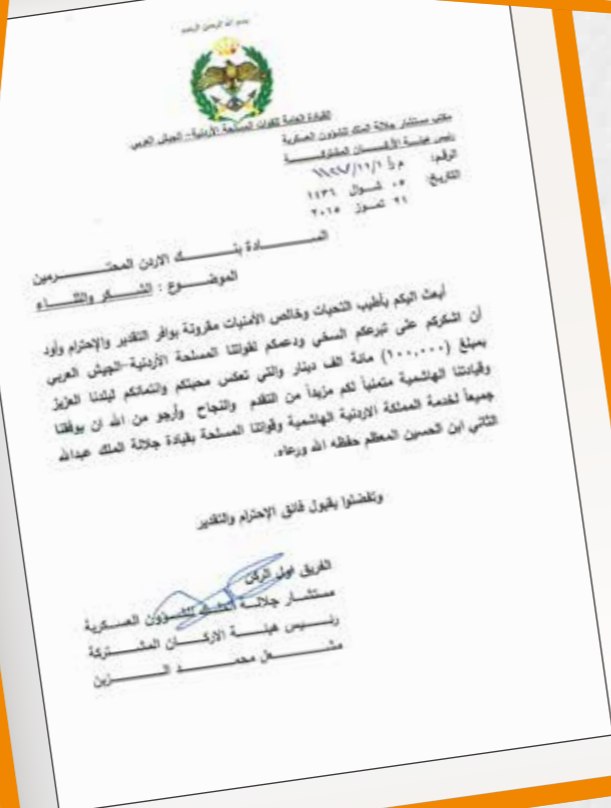 بسم الله الرحمن الرحيم
القيادة العامة للقوات المسلحة الأردنية – الجيش العربي
مكتب مستشار جلالة الملك للشؤون العسكرية
رئيس هيئة الأركان المشتركة
الرقم: م أ /١١/١
التاريخ: ٠٥ شوال ١٤٣٦
٢١ تموز ٢٠١٥
السادة بنك الاردن المحترمين
الموضوع : الشكر والثناء
أبعث اليكم بأطيب التحيات وخالص الأمنيات مقرونة بوافر التقدير والإحترام وأود
أن اشكركم على تبرعكم السخي ودعمكم لقواتنا المسلحة الأردنية-الجيش العربي
بمبلغ (١٠٠,٠٠٠) مائة الف دينار والتي تعكس محبتكم وانتمائكم لبلدنا العزيز
وقيادتنا الهاشمية متمنياً لكم مزيداً من التقدم والنجاح وأرجو من الله ان يوفقنا
جميعاً لخدمة المملكة الاردنية الهاشمية وقواتنا المسلحة بقيادة جلالة الملك عبدالله
الثاني ابن الحسين المعظم حفظه الله ورعاه.
وتفضلوا بقبول فائق الإحترام والتقدير
الفريق اول الركن
مستشار جلالة الملك للشؤون العسكرية
رئيس هيئة الاركان المشتركة
مشعل محمد الزبن